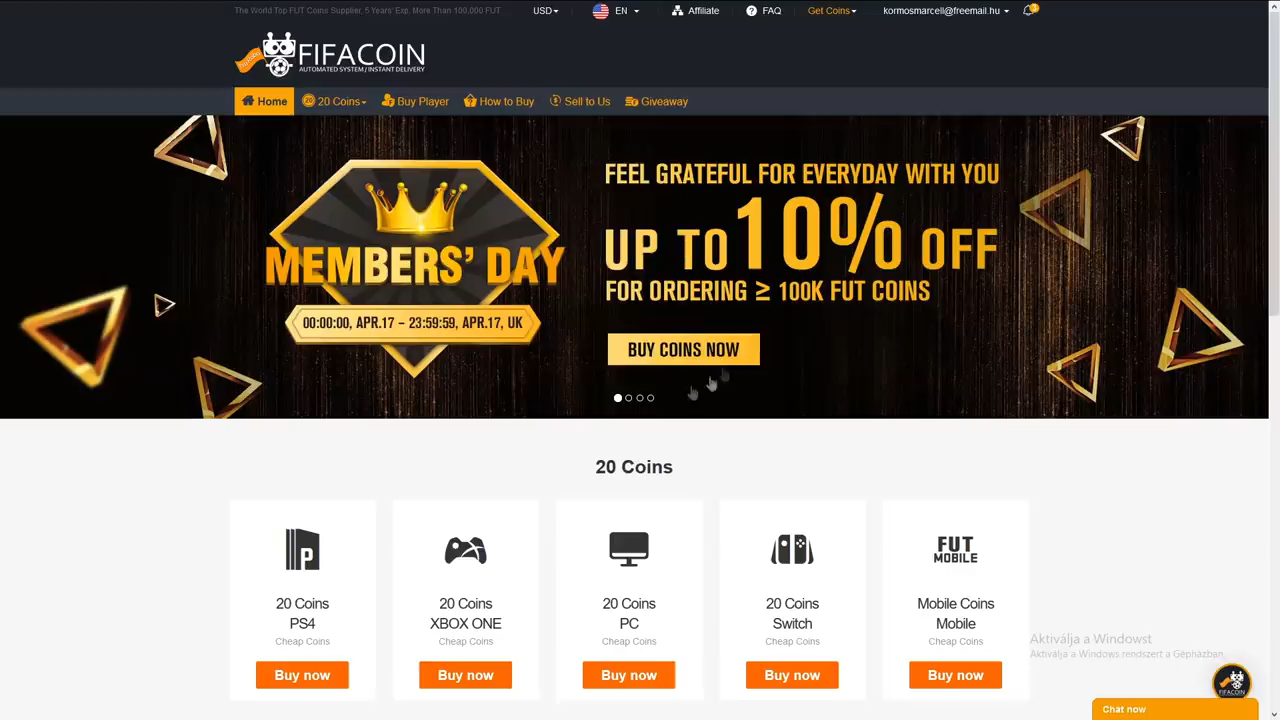 The World Top FUT Coins Supplier, 5 Years' Exp, More Than 100,000 FUT
USD
EN
Affiliate
FAQ
Get Coins
kormosmarcell@freemail.hu
FIFACOIN
AUTOMATED SYSTEM / INSTANT DELIVERY
Home
20 Coins
Buy Player
How to Buy
Sell to Us
Giveaway
MEMBERS' DAY
00:00:00, APR.17 – 23:59:59, APR.17, UK
FEEL GRATEFUL FOR EVERYDAY WITH YOU
UP TO 10% OFF
FOR ORDERING ≥ 100K FUT COINS
BUY COINS NOW
20 Coins
P
20 Coins
PS4
Cheap Coins
Buy now
20 Coins
XBOX ONE
Cheap Coins
Buy now
20 Coins
PC
Cheap Coins
Buy now
20 Coins
Switch
Cheap Coins
Buy now
FUT
MOBILE
Mobile Coins
Mobile
Cheap Coins
Buy now
Aktiválja a Windowst
Aktiválja a Windows rendszert a Gépházban.
FIFACOIN
Chat now